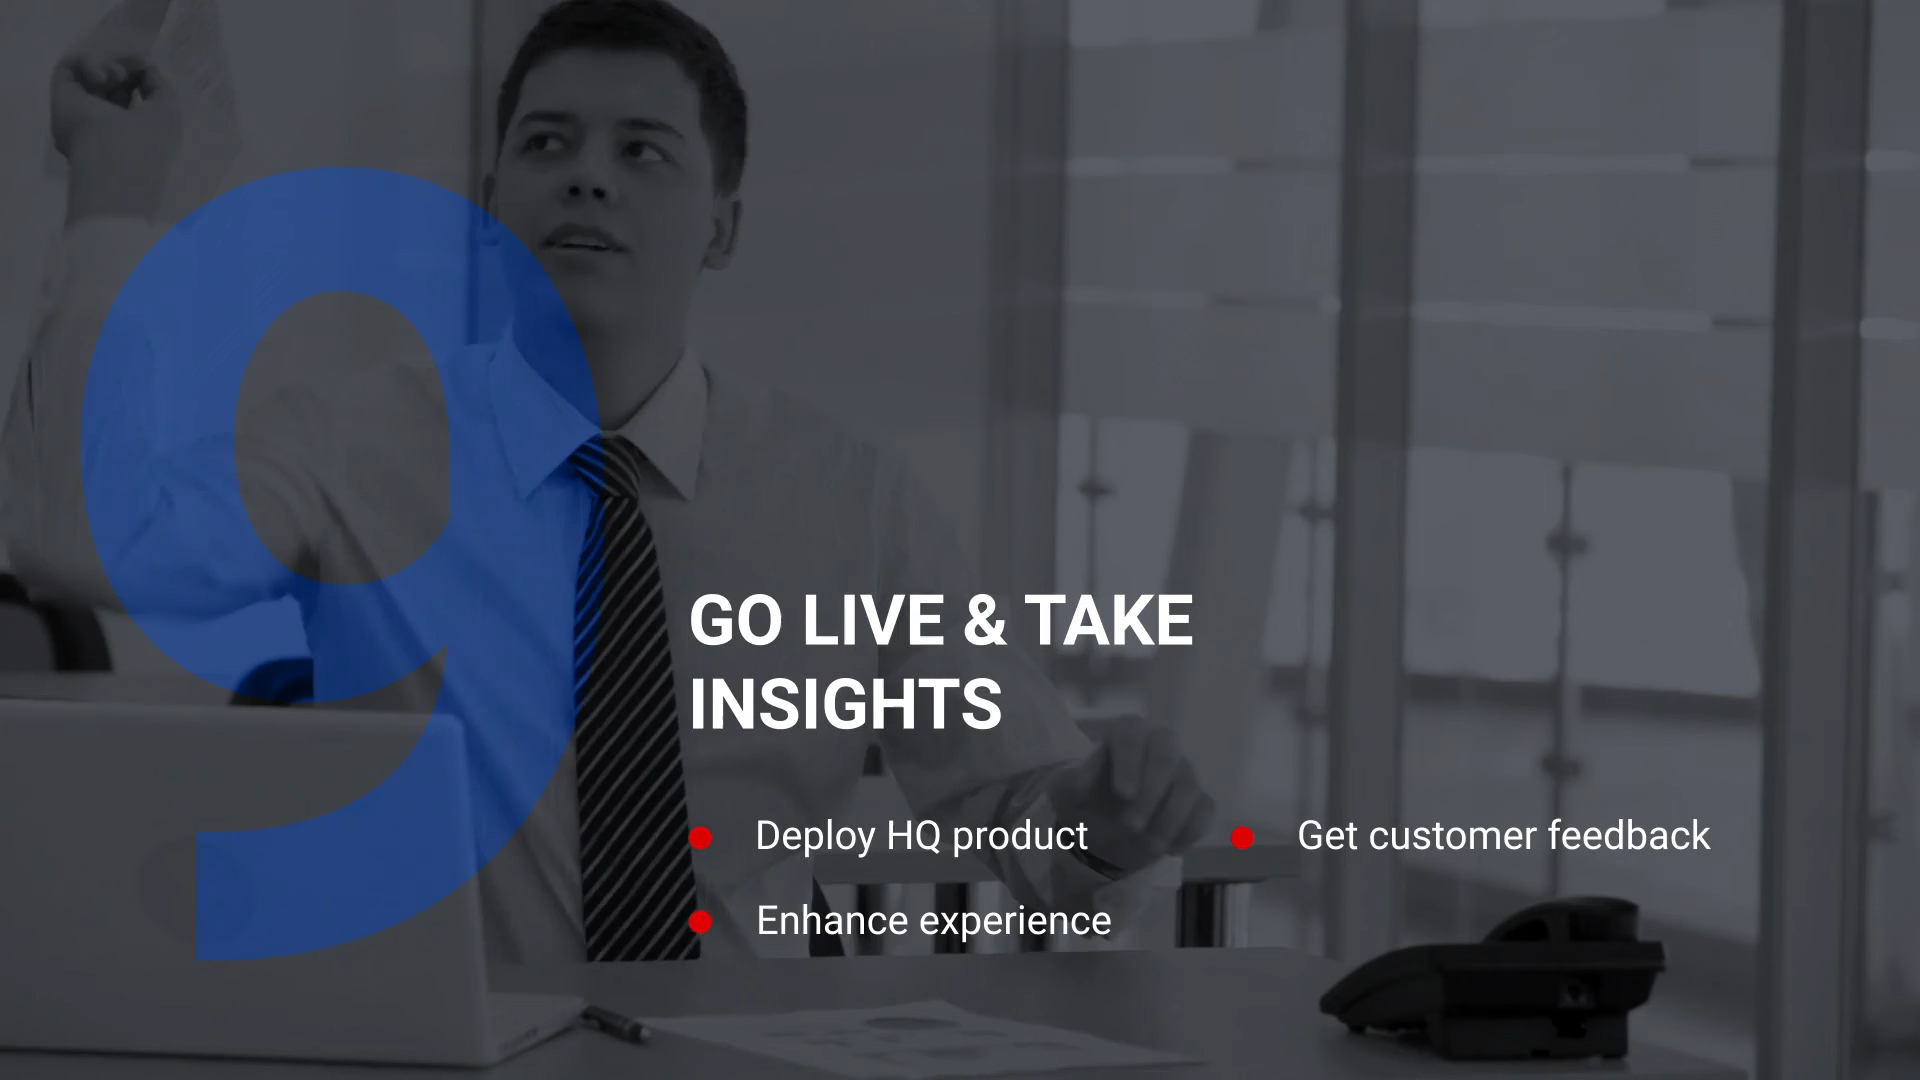 9
GO LIVE & TAKE
INSIGHTS
Deploy HQ product
Get customer feedback
Enhance experience